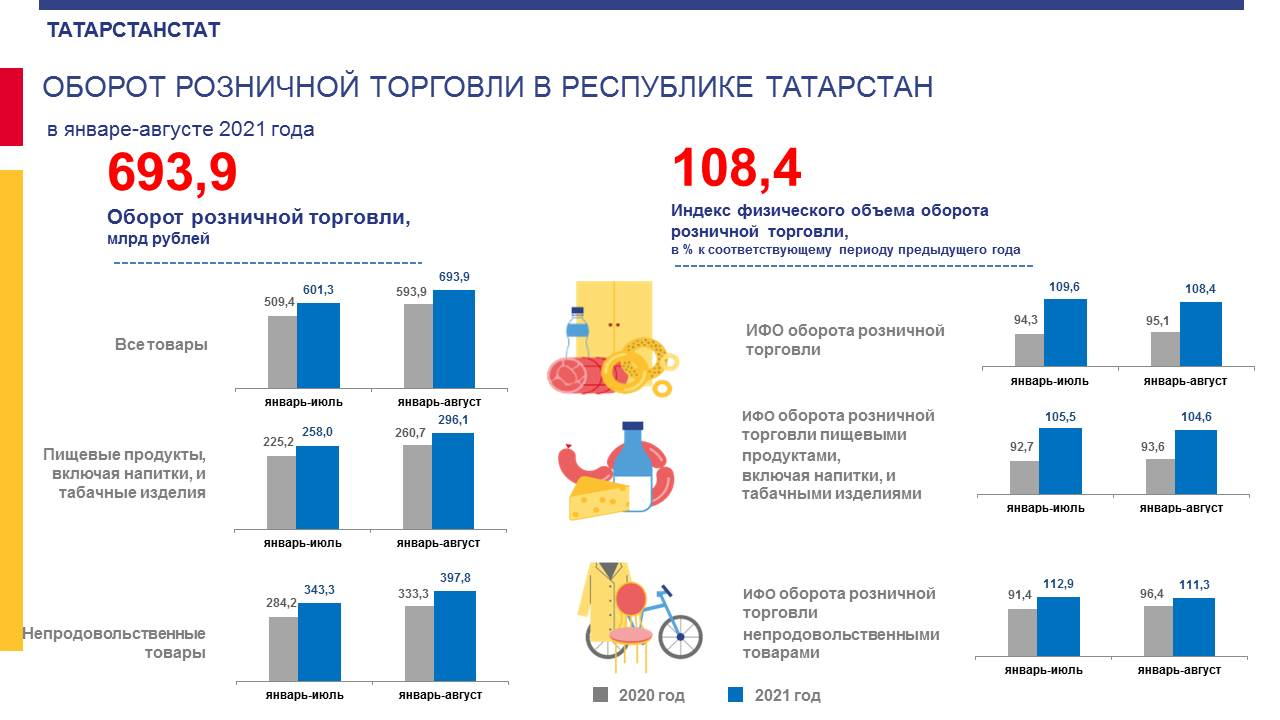 ТАТАРСТАНСТАТ
ОБОРОТ РОЗНИЧНОЙ ТОРГОВЛИ В РЕСПУБЛИКЕ ТАТАРСТАН
в январе-августе 2021 года
693,9
Оборот розничной торговли,
млрд рублей
108,4
Индекс физического объема оборота
розничной торговли,
в % к соответствующему периоду предыдущего года
Все товары
509,4
601,3
593,9
693,9
январь-июль
январь-август
ИФО оборота розничной
торговли
94,3
109,6
95,1
108,4
январь-июль
январь-август
Пищевые продукты,
включая напитки, и
табачные изделия
225,2
258,0
260,7
296,1
январь-июль
январь-август
ИФО оборота розничной
торговли пищевыми
продуктами,
включая напитки, и
табачными изделиями
92,7
105,5
93,6
104,6
январь-июль
январь-август
Непродовольственные
товары
284,2
343,3
333,3
397,8
январь-июль
январь-август
ИФО оборота розничной
торговли
непродовольственными
товарами
91,4
112,9
96,4
111,3
январь-июль
январь-август
2020 год
2021 год